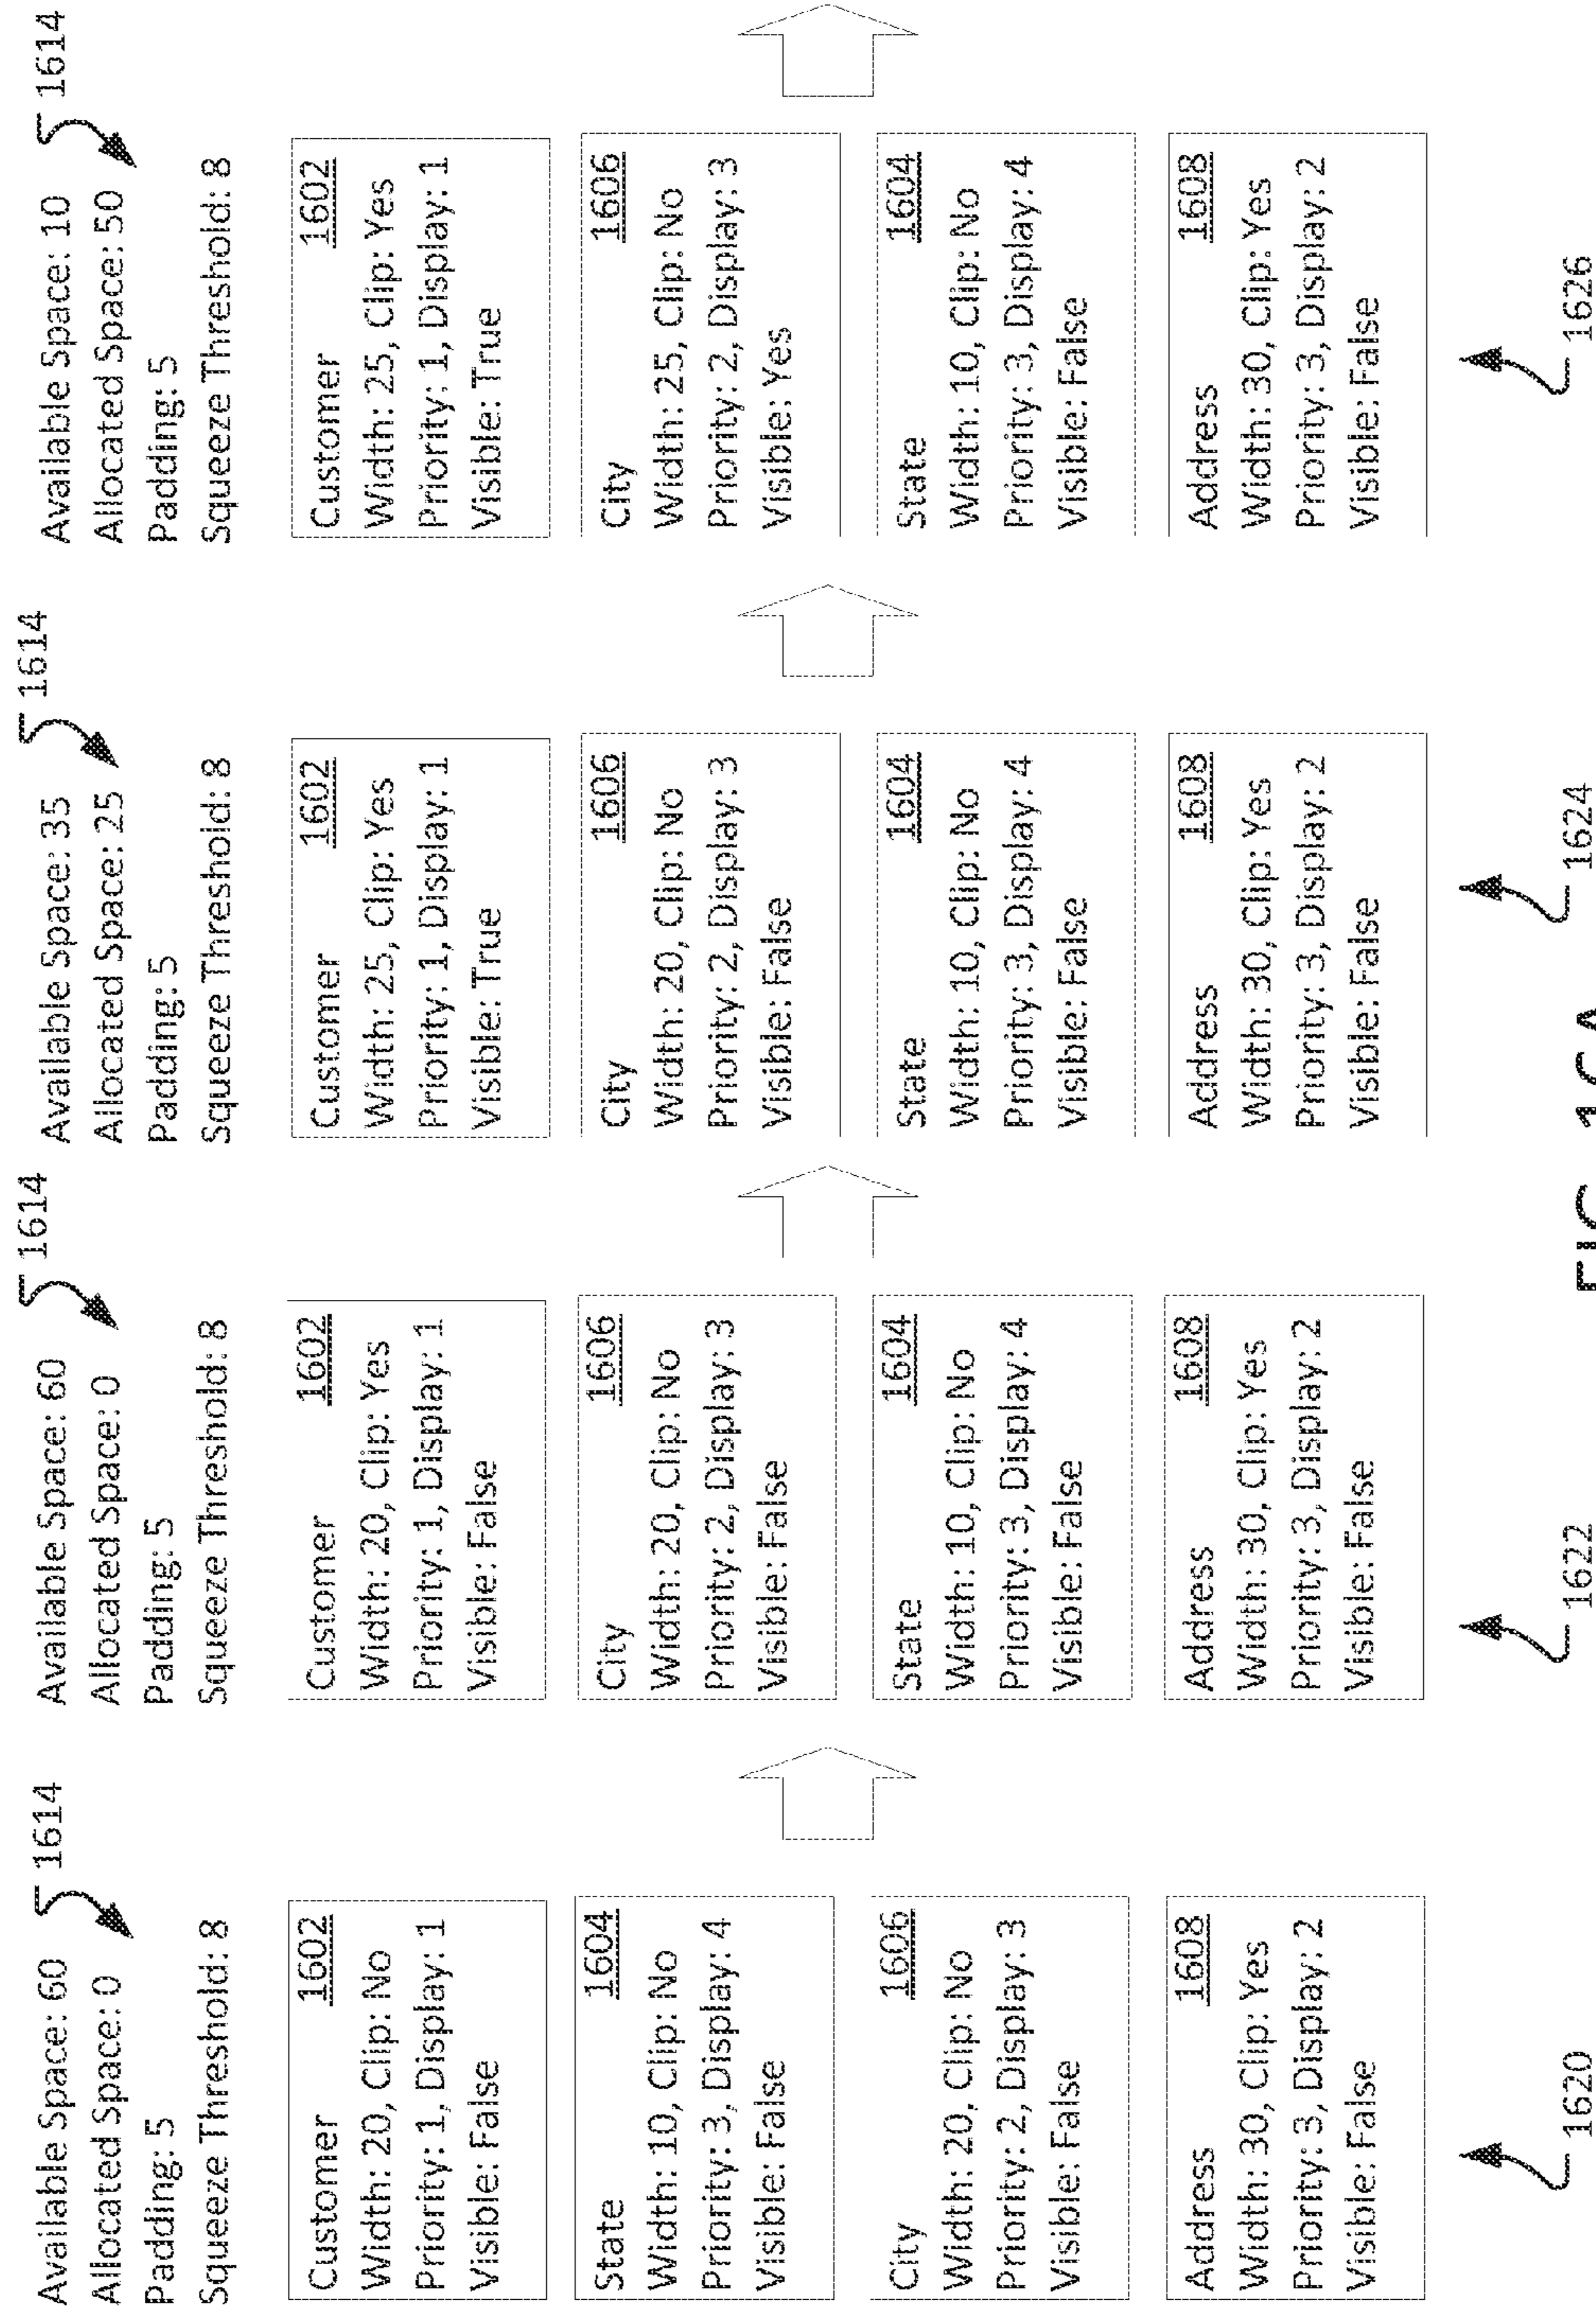 1614
Available Space: 60
Allocated Space: 0
Padding: 5
Squeeze Threshold: 8
Customer 1602
Width: 20, Clip: No
Priority: 1, Display: 1
Visible: False
State 1604
Width: 10, Clip: No
Priority: 3, Display: 4
Visible: False
City 1606
Width: 20, Clip: No
Priority: 2, Display: 3
Visible: False
Address 1608
Width: 30, Clip: Yes
Priority: 3, Display: 2
Visible: False
1620
1614
Available Space: 60
Allocated Space: 0
Padding: 5
Squeeze Threshold: 8
Customer 1602
Width: 20, Clip: Yes
Priority: 1, Display: 1
Visible: False
City 1606
Width: 20, Clip: No
Priority: 2, Display: 3
Visible: False
State 1604
Width: 10, Clip: No
Priority: 3, Display: 4
Visible: False
Address 1608
Width: 30, Clip: Yes
Priority: 3, Display: 2
Visible: False
1622
1614
Available Space: 35
Allocated Space: 25
Padding: 5
Squeeze Threshold: 8
Customer 1602
Width: 25, Clip: Yes
Priority: 1, Display: 1
Visible: True
City 1606
Width: 20, Clip: No
Priority: 2, Display: 3
Visible: False
State 1604
Width: 10, Clip: No
Priority: 3, Display: 4
Visible: False
Address 1608
Width: 30, Clip: Yes
Priority: 3, Display: 2
Visible: False
1624
1614
Available Space: 10
Allocated Space: 50
Padding: 5
Squeeze Threshold: 8
Customer 1602
Width: 25, Clip: Yes
Priority: 1, Display: 1
Visible: True
City 1606
Width: 25, Clip: No
Priority: 2, Display: 3
Visible: Yes
State 1604
Width: 10, Clip: No
Priority: 3, Display: 4
Visible: False
Address 1608
Width: 30, Clip: Yes
Priority: 3, Display: 2
Visible: False
1626